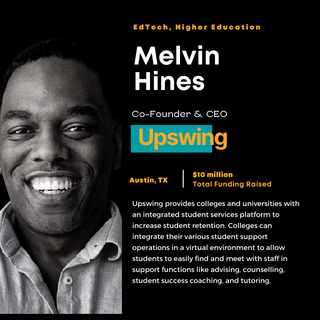 EdTech, Higher Education
Melvin
Hines
Co-Founder & CEO
Upswing
Austin, TX
$10 million
Total Funding Raised
Upswing provides colleges and universities with
an integrated student services platform to
increase student retention. Colleges can
integrate their various student support
operations in a virtual environment to allow
students to easily find and meet with staff in
support functions like advising, counselling,
student success coaching, and tutoring.